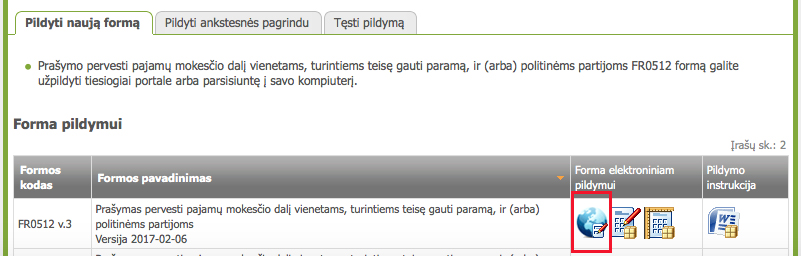 Pildyti naują formą
Pildyti ankstesnės pagrindu
Tęsti pildymą
Prašymo pervesti pajamų mokesčio dalį vienetams, turintiems teisę gauti paramą, ir (arba) politinėms partijoms FR0512 formą galite
užpildyti tiesiogiai portale arba parsisiuntę į savo kompiuterį.
Forma pildymui
Įrašų sk.: 2
Formos kodas
Formos pavadinimas
Forma elektroniniam pildymui
Pildymo instrukcija
FR0512 v.3
Prašymas pervesti pajamų mokesčio dalį vienetams, turintiems teisę gauti paramą, ir (arba)
politinėms partijoms
Versija 2017-02-06